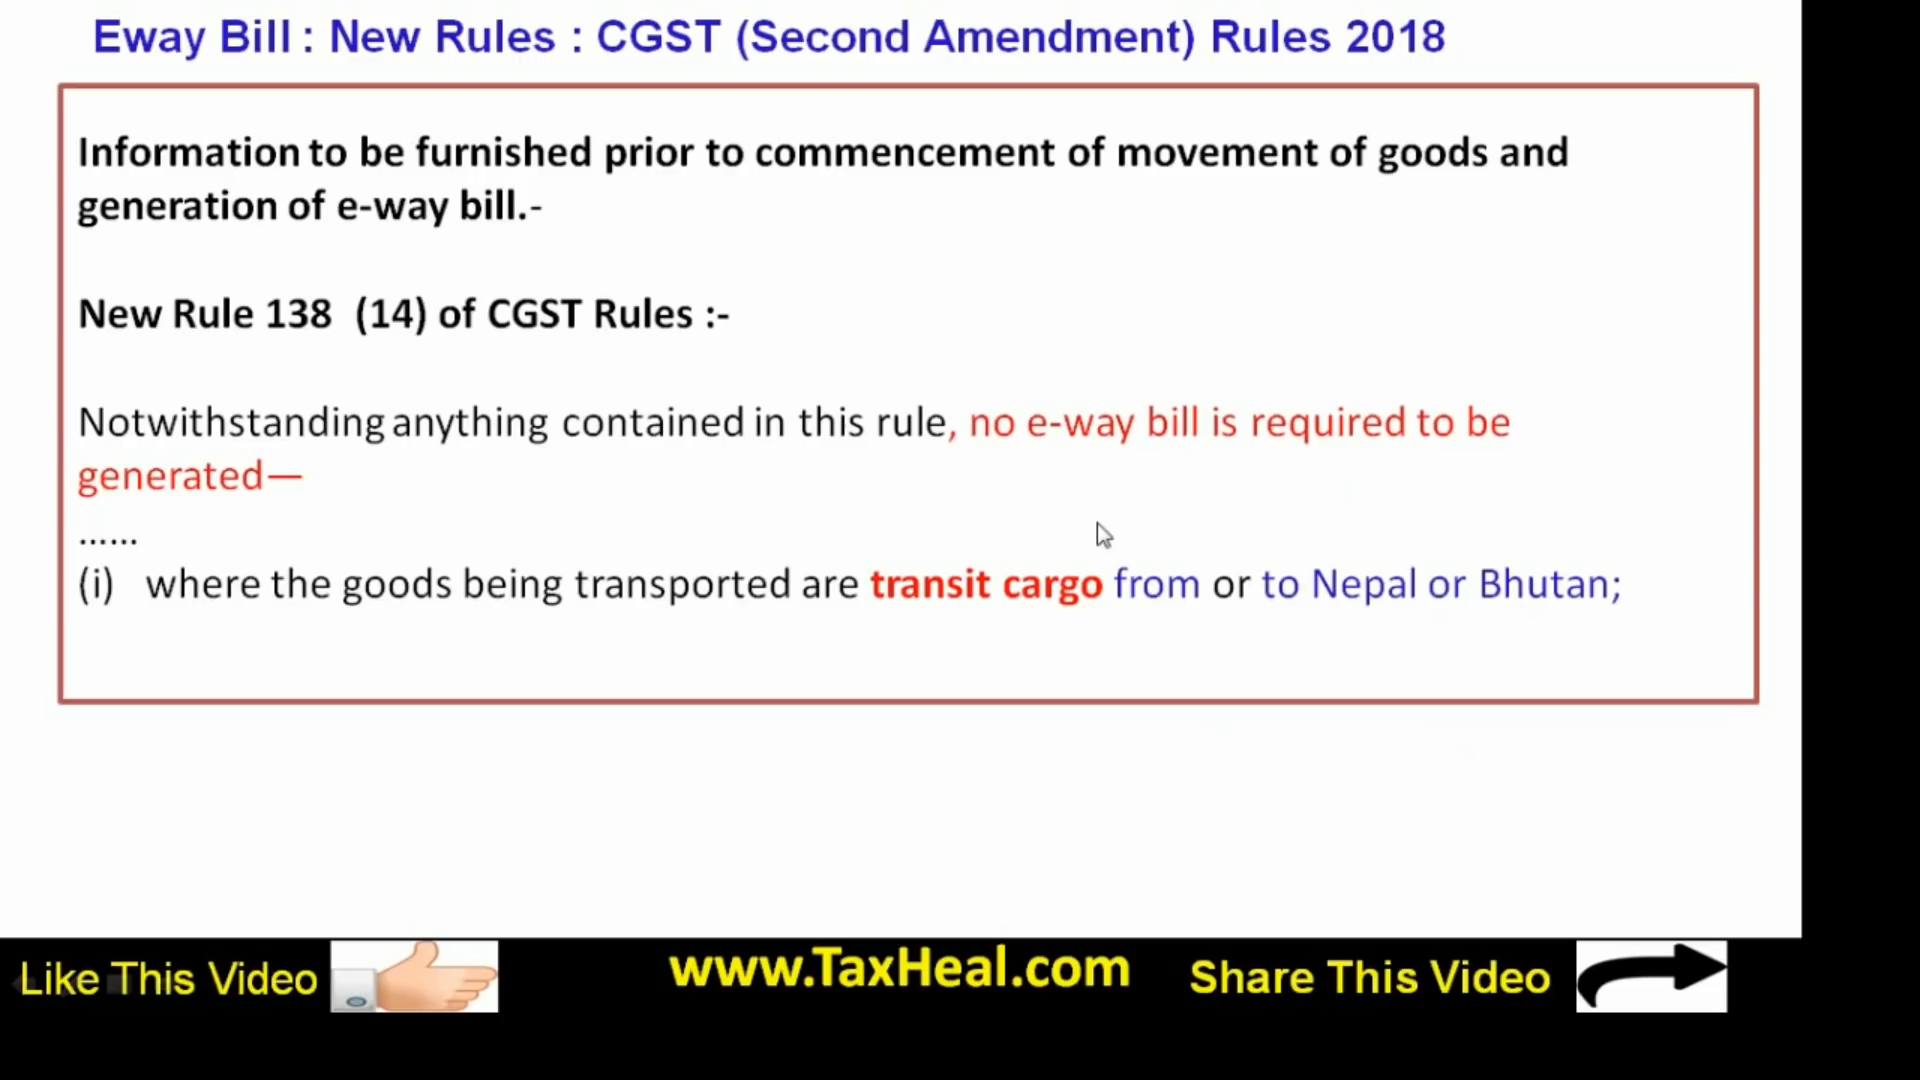 Eway Bill : New Rules : CGST (Second Amendment) Rules 2018
Information to be furnished prior to commencement of movement of goods and
generation of e-way bill.-
New Rule 138 (14) of CGST Rules :-
Notwithstanding anything contained in this rule, no e-way bill is required to be
generated—
......
(i) where the goods being transported are transit cargo from or to Nepal or Bhutan;
Like This Video
www.TaxHeal.com
Share This Video